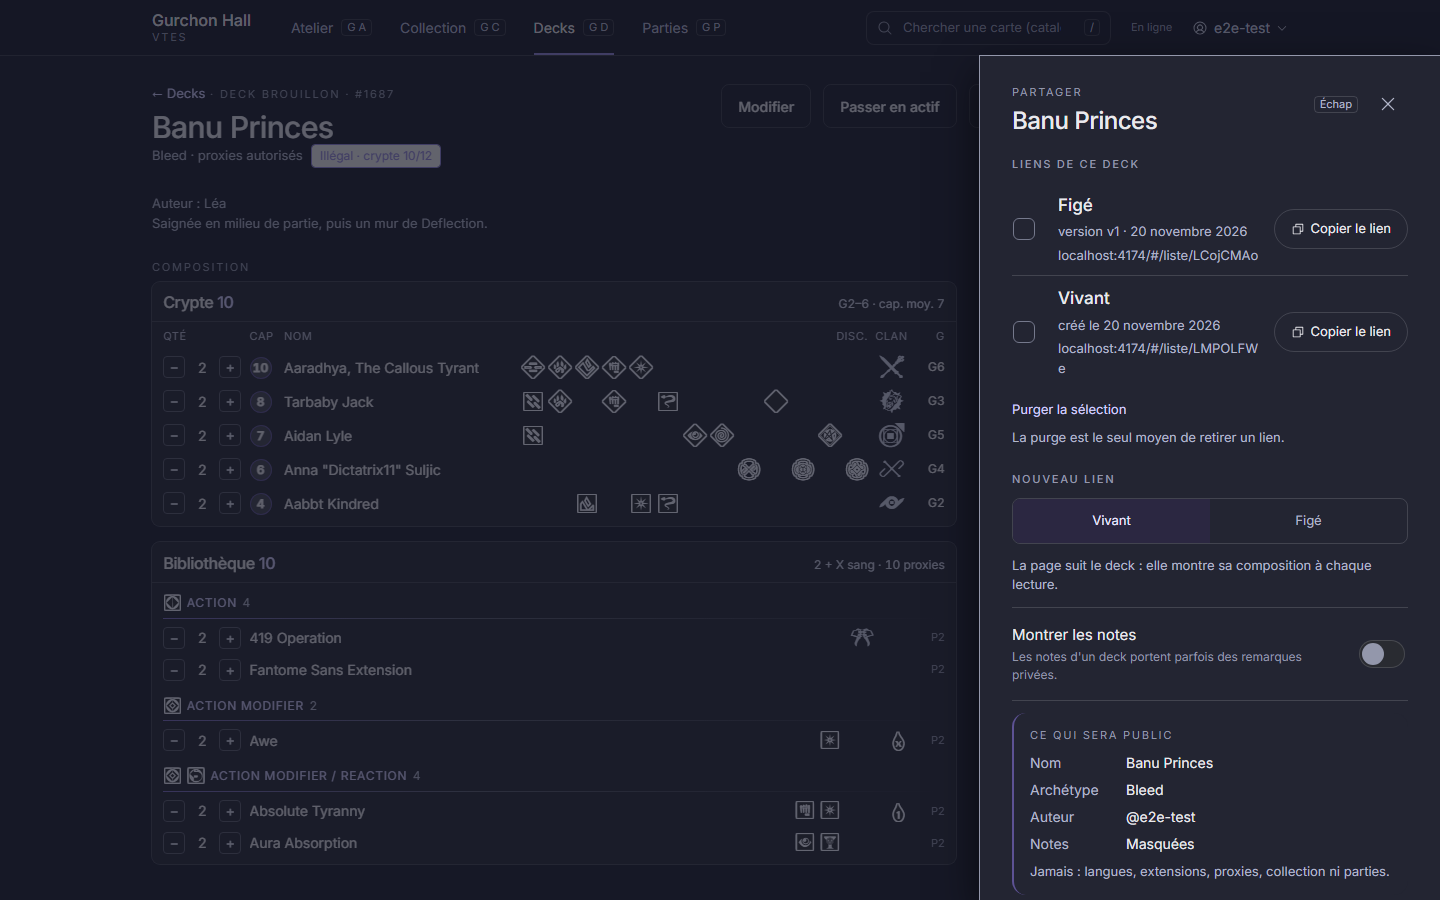 Gurchon Hall
VTES
Atelier G A
Collection G C
Decks G D
Parties G P
Chercher une carte (catal /
En ligne
e2e-test
← Decks · DECK BROUILLON · #1687
Banu Princes
Bleed · proxies autorisés Illégal · crypte 10/12
Modifier
Passer en actif
Auteur : Léa
Saignée en milieu de partie, puis un mur de Deflection.
COMPOSITION
Crypte 10 G2–6 · cap. moy. 7
QTÉ CAP NOM DISC. CLAN G
− 2 + 10 Aaradhya, The Callous Tyrant G6
− 2 + 8 Tarbaby Jack G3
− 2 + 7 Aidan Lyle G5
− 2 + 6 Anna "Dictatrix11" Suljic G4
− 2 + 4 Aabbt Kindred G2
Bibliothèque 10 2 + X sang · 10 proxies
ACTION 4
− 2 + 419 Operation P2
− 2 + Fantome Sans Extension P2
ACTION MODIFIER 2
− 2 + Awe X P2
ACTION MODIFIER / REACTION 4
− 2 + Absolute Tyranny 1 P2
− 2 + Aura Absorption P2
PARTAGER
Banu Princes
Échap
LIENS DE CE DECK
Figé
version v1 · 20 novembre 2026
localhost:4174/#/liste/LCojCMAo
Copier le lien
Vivant
créé le 20 novembre 2026
localhost:4174/#/liste/LMPOLFW
e
Copier le lien
Purger la sélection
La purge est le seul moyen de retirer un lien.
NOUVEAU LIEN
Vivant Figé
La page suit le deck : elle montre sa composition à chaque
lecture.
Montrer les notes
Les notes d'un deck portent parfois des remarques
privées.
CE QUI SERA PUBLIC
Nom Banu Princes
Archétype Bleed
Auteur @e2e-test
Notes Masquées
Jamais : langues, extensions, proxies, collection ni parties.